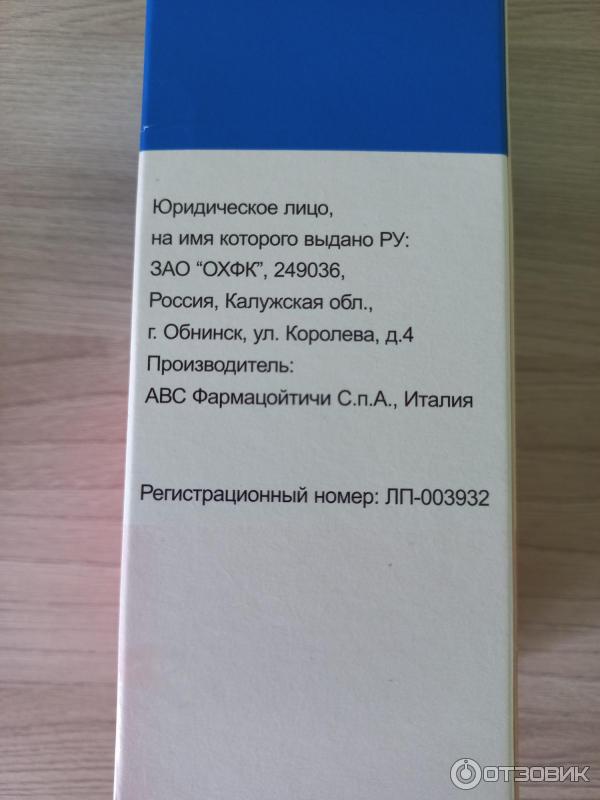 Юридическое лицо,
на имя которого выдано РУ:
ЗАО “ОХФК”, 249036,
Россия, Калужская обл.,
г. Обнинск, ул. Королева, д.4
Производитель:
АВС Фармацойтичи С.п.А., Италия
Регистрационный номер: ЛП-003932
ОТЗОВИК